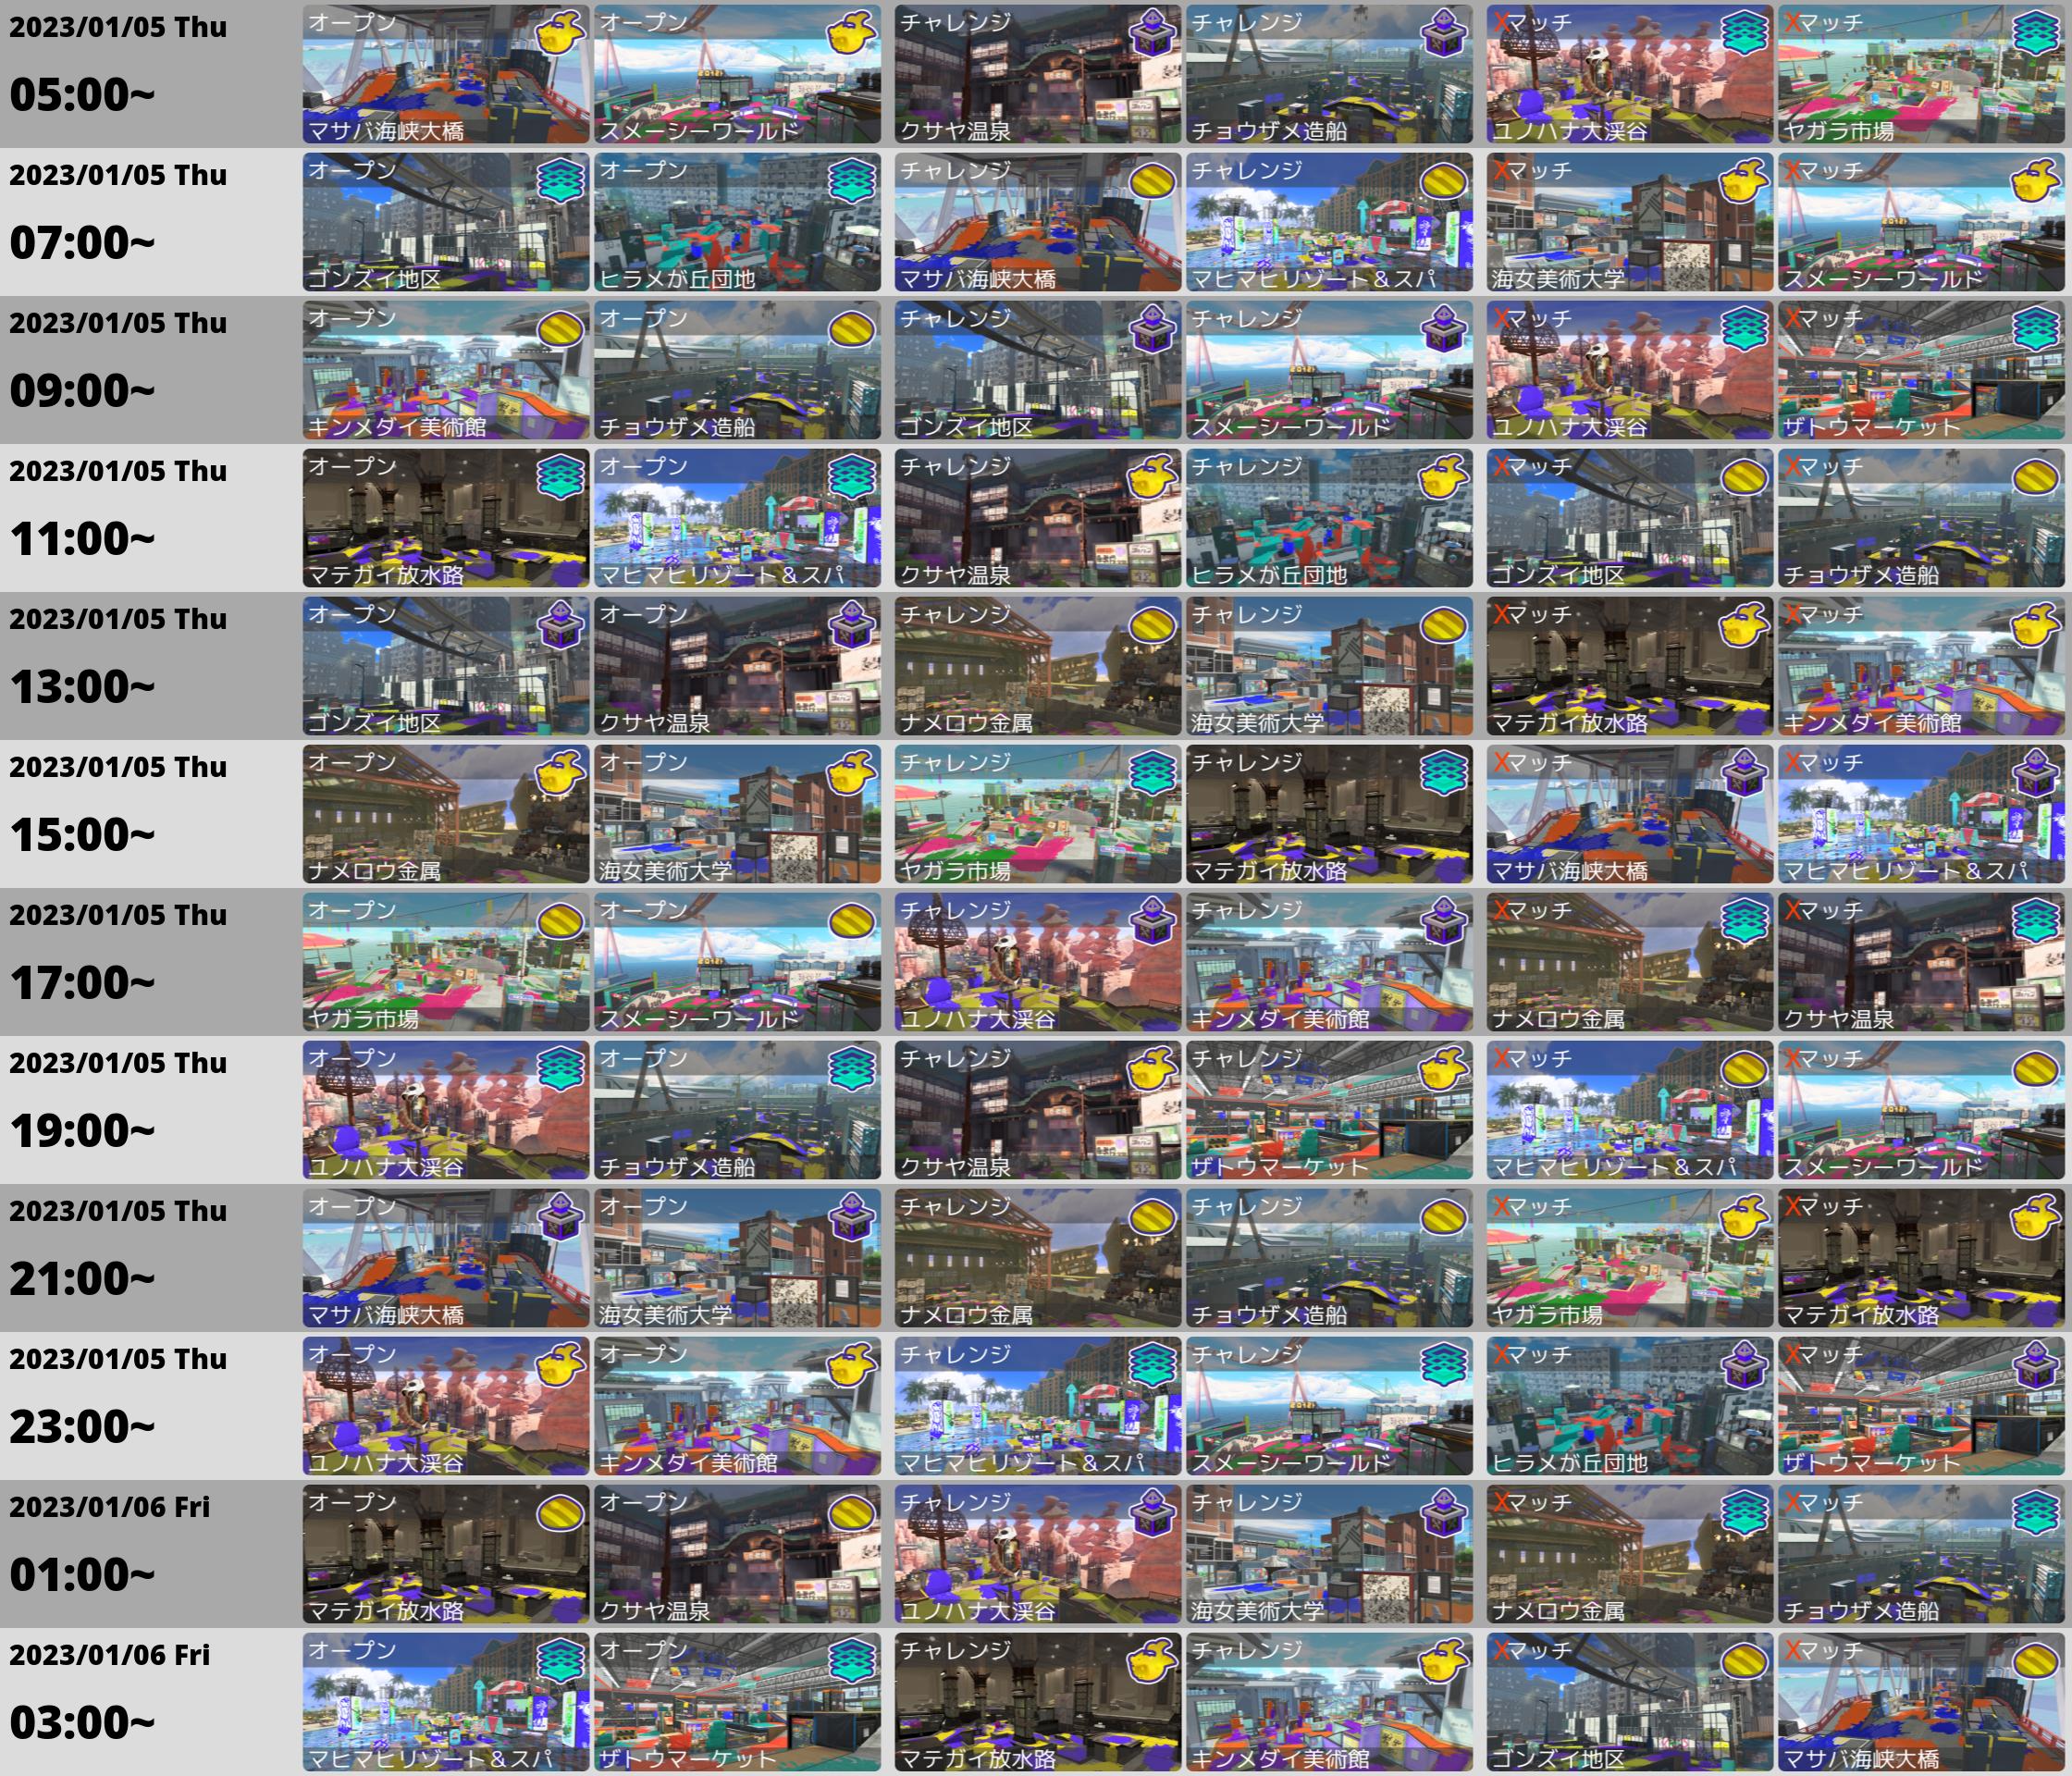 2023/01/05 Thu
05:00~
オープン オープン チャレンジ チャレンジ Xマッチ Xマッチ
マサバ海峡大橋 スメーシーワールド クサヤ温泉 チョウザメ造船 ユノハナ大渓谷 ヤガラ市場
2023/01/05 Thu
07:00~
オープン オープン チャレンジ チャレンジ Xマッチ Xマッチ
ゴンズイ地区 ヒラメが丘団地 マサバ海峡大橋 マヒマヒリゾート＆スパ 海女美術大学 スメーシーワールド
2023/01/05 Thu
09:00~
オープン オープン チャレンジ チャレンジ Xマッチ Xマッチ
キンメダイ美術館 チョウザメ造船 ゴンズイ地区 スメーシーワールド ユノハナ大渓谷 ザトウマーケット
2023/01/05 Thu
11:00~
オープン オープン チャレンジ チャレンジ Xマッチ Xマッチ
マテガイ放水路 マヒマヒリゾート＆スパ クサヤ温泉 ヒラメが丘団地 ゴンズイ地区 チョウザメ造船
2023/01/05 Thu
13:00~
オープン オープン チャレンジ チャレンジ Xマッチ Xマッチ
ゴンズイ地区 クサヤ温泉 ナメロウ金属 海女美術大学 マテガイ放水路 キンメダイ美術館
2023/01/05 Thu
15:00~
オープン オープン チャレンジ チャレンジ Xマッチ Xマッチ
ナメロウ金属 海女美術大学 ヤガラ市場 マテガイ放水路 マサバ海峡大橋 マヒマヒリゾート＆スパ
2023/01/05 Thu
17:00~
オープン オープン チャレンジ チャレンジ Xマッチ Xマッチ
ヤガラ市場 スメーシーワールド ユノハナ大渓谷 キンメダイ美術館 ナメロウ金属 クサヤ温泉
2023/01/05 Thu
19:00~
オープン オープン チャレンジ チャレンジ Xマッチ Xマッチ
ユノハナ大渓谷 チョウザメ造船 クサヤ温泉 ザトウマーケット マヒマヒリゾート＆スパ スメーシーワールド
2023/01/05 Thu
21:00~
オープン オープン チャレンジ チャレンジ Xマッチ Xマッチ
マサバ海峡大橋 海女美術大学 ナメロウ金属 チョウザメ造船 ヤガラ市場 マテガイ放水路
2023/01/05 Thu
23:00~
オープン オープン チャレンジ チャレンジ Xマッチ Xマッチ
ユノハナ大渓谷 キンメダイ美術館 マヒマヒリゾート＆スパ スメーシーワールド ヒラメが丘団地 ザトウマーケット
2023/01/06 Fri
01:00~
オープン オープン チャレンジ チャレンジ Xマッチ Xマッチ
マテガイ放水路 クサヤ温泉 ユノハナ大渓谷 海女美術大学 ナメロウ金属 チョウザメ造船
2023/01/06 Fri
03:00~
オープン オープン チャレンジ チャレンジ Xマッチ Xマッチ
マヒマヒリゾート＆スパ ザトウマーケット マテガイ放水路 キンメダイ美術館 ゴンズイ地区 マサバ海峡大橋